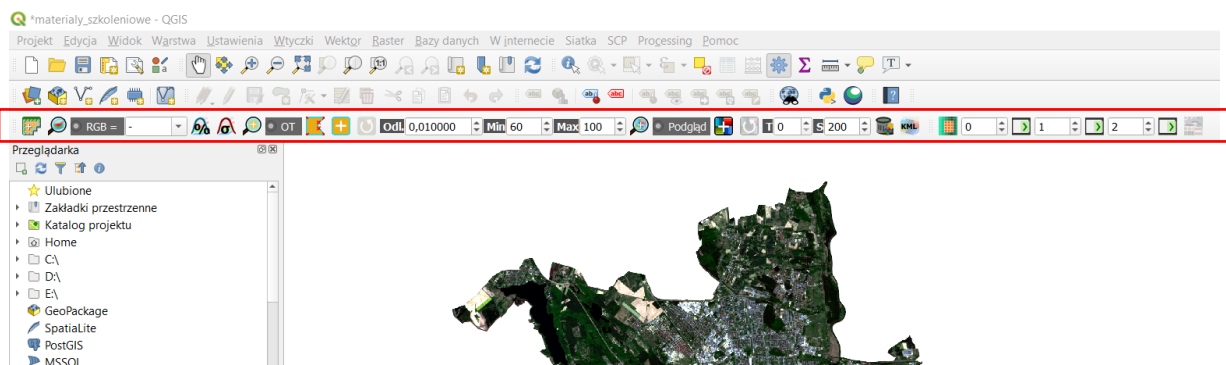 *materialy_szkoleniowe - QGIS
Projekt Edycja Widok Warstwa Ustawienia Wtyczki Wektor Raster Bazy danych W internecie Siatka SCP Processing Pomoc
RGB = - OT Odl. 0,010000 Min 60 Max 100 Podgląd T 0 S 200 KML 0 1 2
Przeglądarka
Ulubione
Zakładki przestrzenne
Katalog projektu
Home
C:\
D:\
E:\
GeoPackage
SpatiaLite
PostGIS
MSSQL